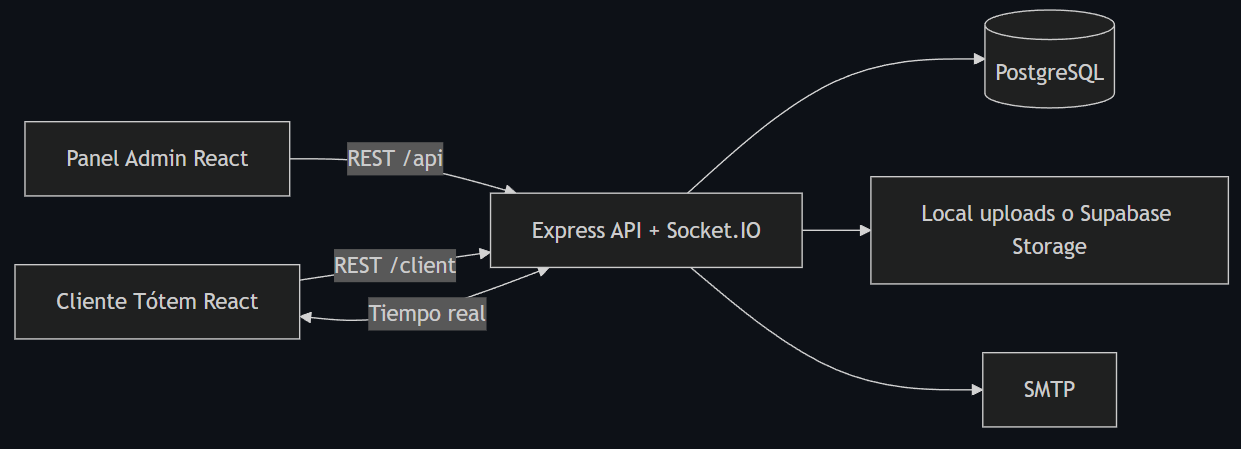 PostgreSQL
Panel Admin React
REST /api
Express API + Socket.IO
Local uploads o Supabase
Storage
REST /client
Cliente Tótem React
Tiempo real
SMTP